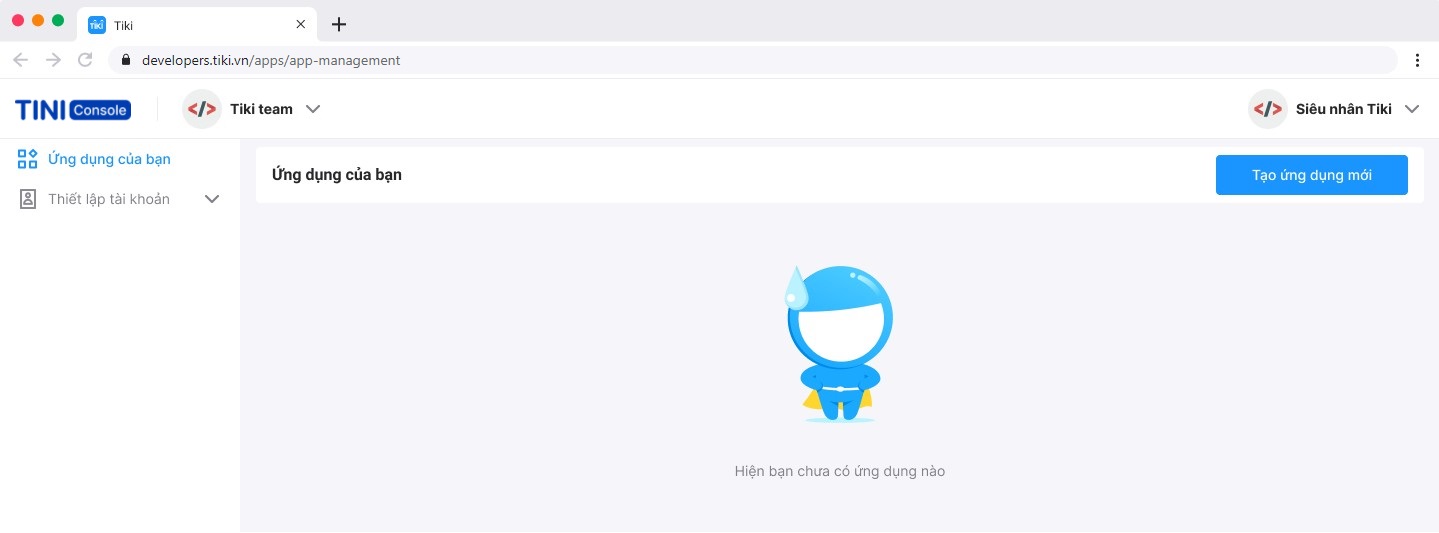 Tiki
Tiki
developers.tiki.vn/apps/app-management
TINI Console
Tiki team
Siêu nhân Tiki
Ứng dụng của bạn
Thiết lập tài khoản
Ứng dụng của bạn
Tạo ứng dụng mới
Hiện bạn chưa có ứng dụng nào